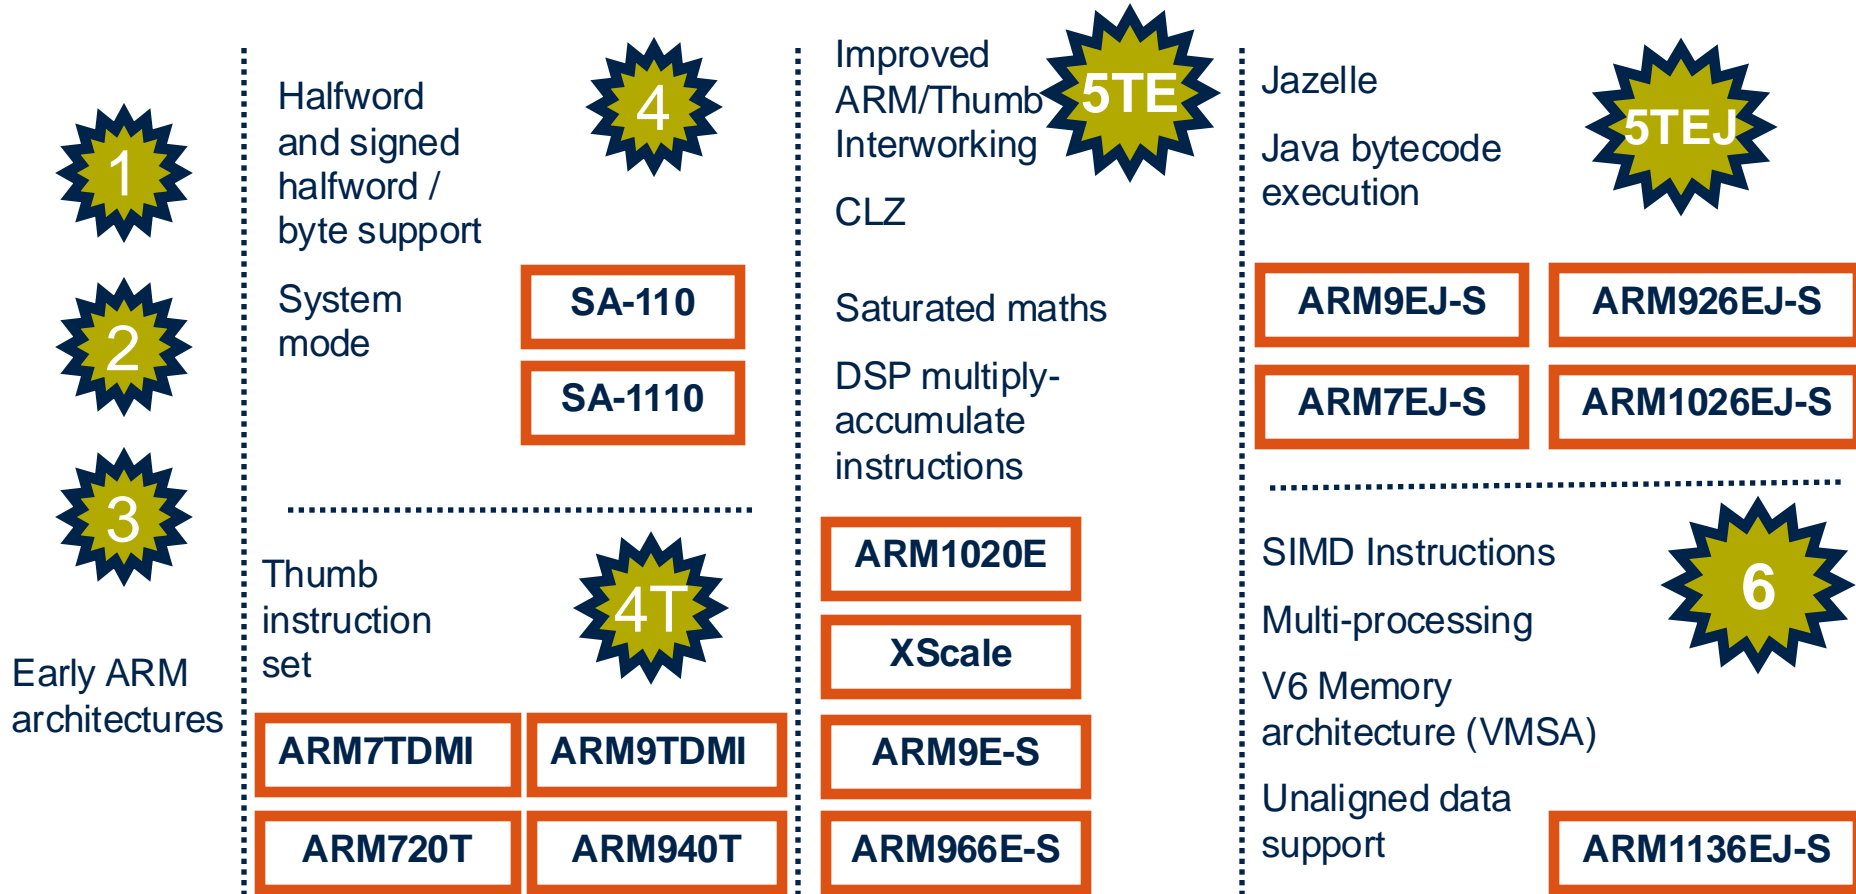 1
2
3
Early ARM
architectures
Halfword
and signed
halfword /
byte support
System
mode
4
SA-110
SA-1110
Thumb
instruction
set
4T
ARM7TDMI
ARM9TDMI
ARM720T
ARM940T
Improved
ARM/Thumb
Interworking
CLZ
5TE
Saturated maths
DSP multiply-
accumulate
instructions
ARM1020E
XScale
ARM9E-S
ARM966E-S
Jazelle
Java bytecode
execution
5TEJ
ARM9EJ-S
ARM926EJ-S
ARM7EJ-S
ARM1026EJ-S
SIMD Instructions
Multi-processing
V6 Memory
architecture (VMSA)
Unaligned data
support
6
ARM1136EJ-S